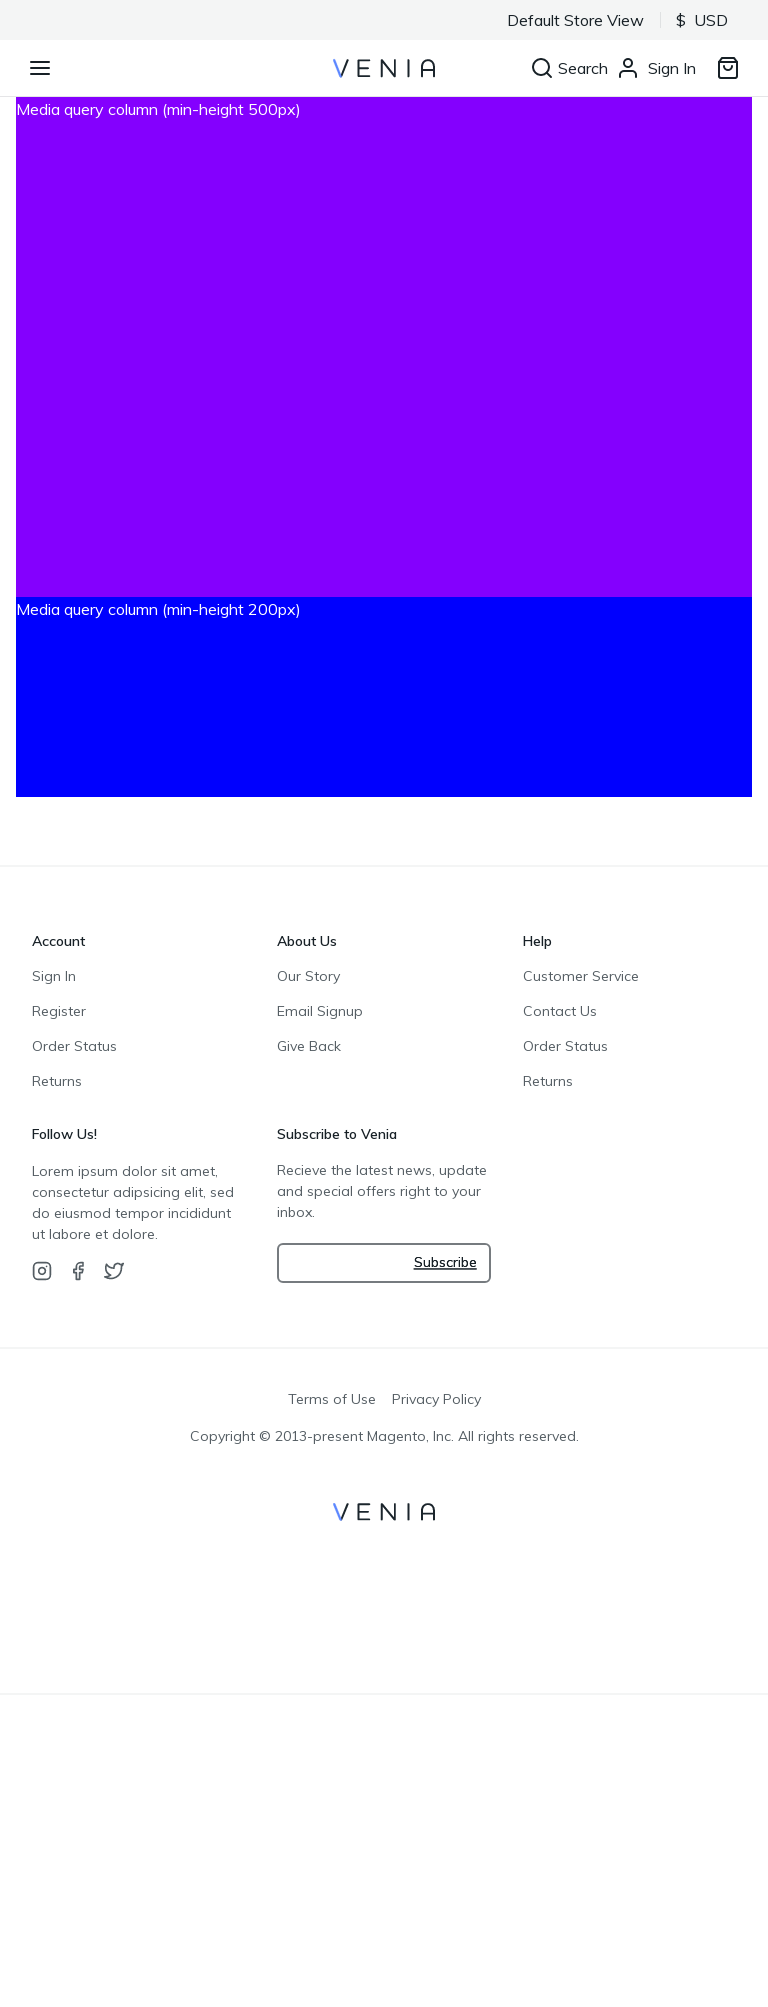 Default Store View
$ USD
VENIA
Search
Sign In
Media query column (min-height 500px)
Media query column (min-height 200px)
Account
Sign In
Register
Order Status
Returns
About Us
Our Story
Email Signup
Give Back
Help
Customer Service
Contact Us
Order Status
Returns
Follow Us!
Lorem ipsum dolor sit amet,
consectetur adipsicing elit, sed
do eiusmod tempor incididunt
ut labore et dolore.
Subscribe to Venia
Recieve the latest news, update
and special offers right to your
inbox.
Subscribe
Terms of Use
Privacy Policy
Copyright © 2013-present Magento, Inc. All rights reserved.
VENIA